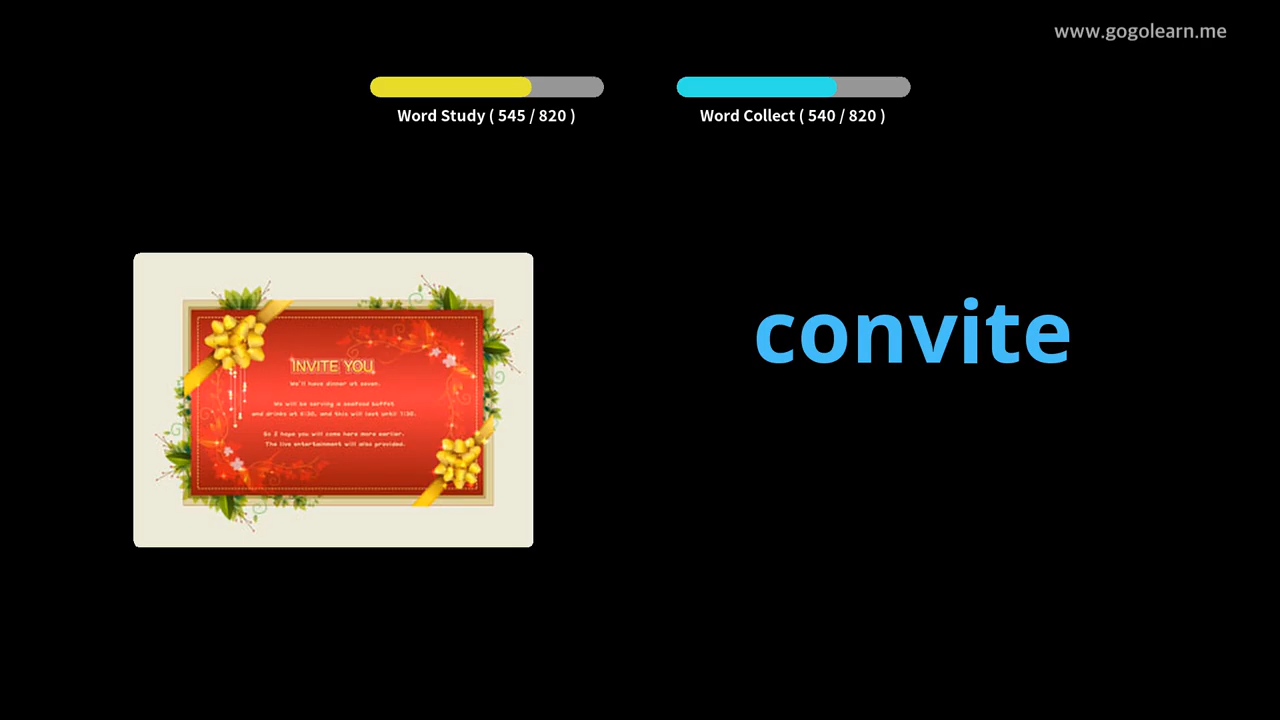 www.gogolearn.me
Word Study ( 545 / 820 )
Word Collect ( 540 / 820 )
convite
INVITE YOU
We'll have dinner at seven.
We will be serving a seafood buffet
and drinks at 6:30, and this will last until 7:30.
So I hope you will come here more earlier.
The live entertainment will also provided.